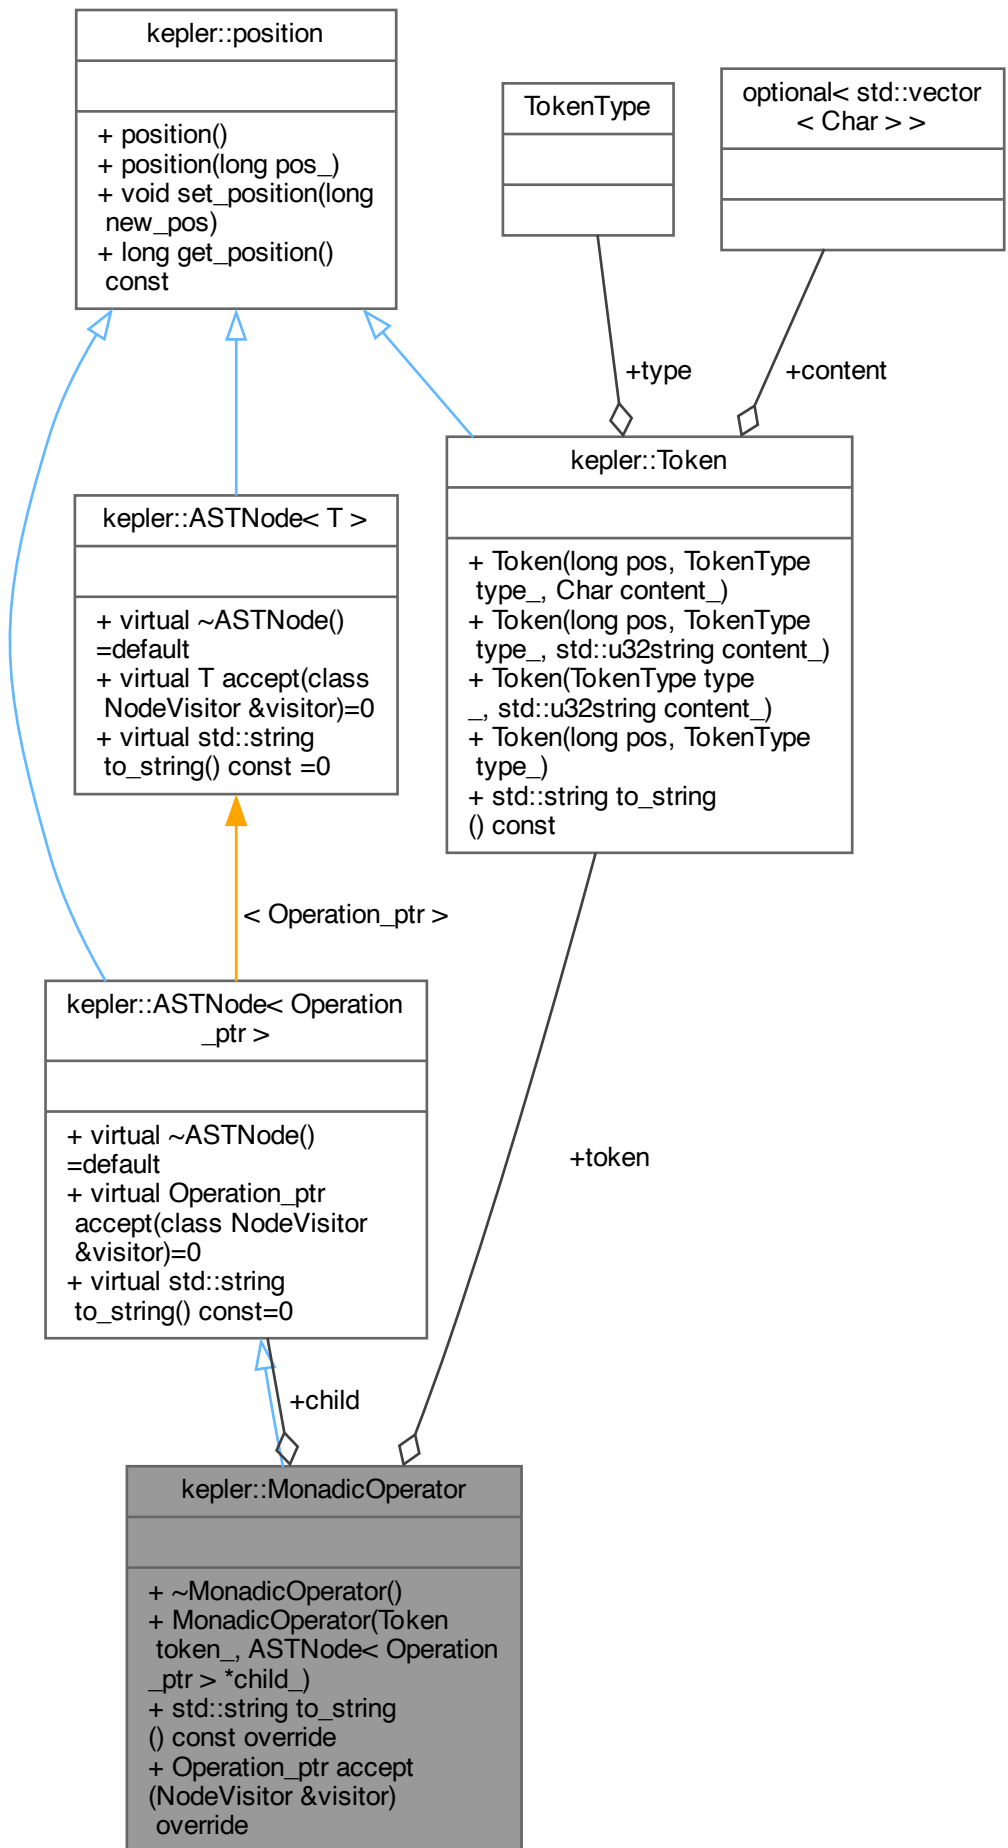 kepler::position
+ position()
+ position(long pos_)
+ void set_position(long
new_pos)
+ long get_position()
const
TokenType
optional< std::vector
< Char > >
+type
+content
kepler::Token
+ Token(long pos, TokenType
type_, Char content_)
+ Token(long pos, TokenType
type_, std::u32string content_)
+ Token(TokenType type
_, std::u32string content_)
+ Token(long pos, TokenType
type_)
+ std::string to_string
() const
kepler::ASTNode< T >
+ virtual ~ASTNode()
=default
+ virtual T accept(class
NodeVisitor &visitor)=0
+ virtual std::string
to_string() const =0
< Operation_ptr >
kepler::ASTNode< Operation
_ptr >
+ virtual ~ASTNode()
=default
+ virtual Operation_ptr
accept(class NodeVisitor
&visitor)=0
+ virtual std::string
to_string() const=0
+token
+child
kepler::MonadicOperator
+ ~MonadicOperator()
+ MonadicOperator(Token
token_, ASTNode< Operation
_ptr > *child_)
+ std::string to_string
() const override
+ Operation_ptr accept
(NodeVisitor &visitor)
override